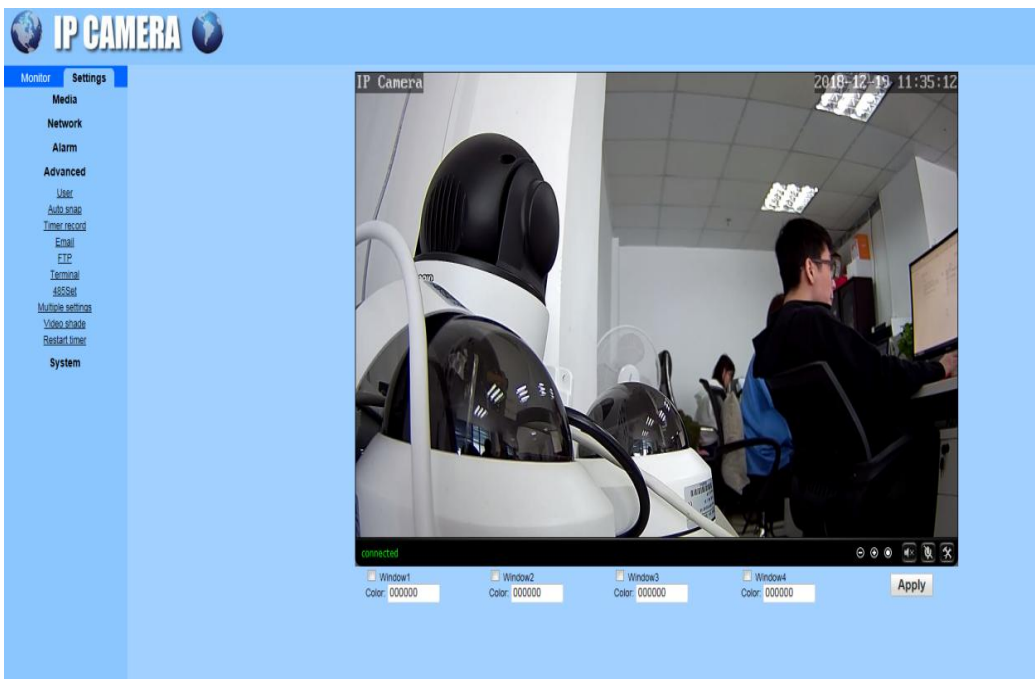 IP CAMERA
Monitor Settings
Media
Network
Alarm
Advanced
User
Auto snap
Timer record
Email
FTP
Terminal
485Set
Multiple settings
Video shade
Restart timer
System
IP Camera 2018-12-19 11:35:12
connected
Window1 Window2 Window3 Window4
Color: 000000 Color: 000000 Color: 000000 Color: 000000
Apply